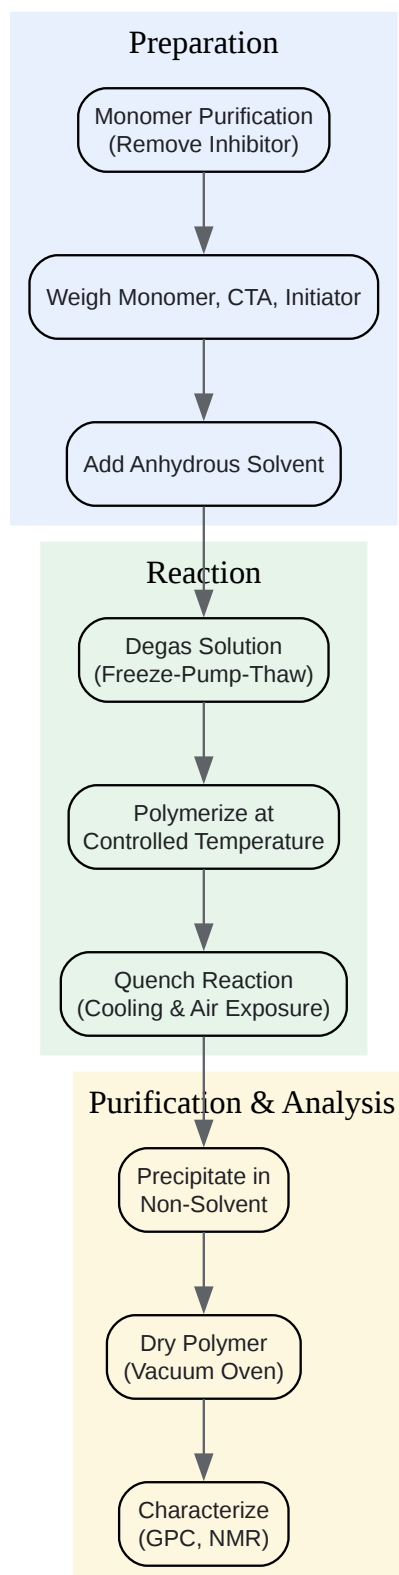 Preparation
Monomer Purification
(Remove Inhibitor)
Weigh Monomer, CTA, Initiator
Add Anhydrous Solvent
Reaction
Degas Solution
(Freeze-Pump-Thaw)
Polymerize at
Controlled Temperature
Quench Reaction
(Cooling & Air Exposure)
Purification & Analysis
Precipitate in
Non-Solvent
Dry Polymer
(Vacuum Oven)
Characterize
(GPC, NMR)